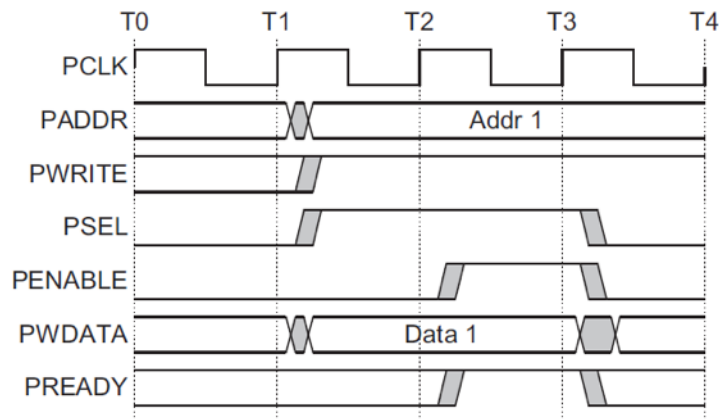 T0 T1 T2 T3 T4
PCLK
PADDR Addr 1
PWRITE
PSEL
PENABLE
PWDATA Data 1
PREADY